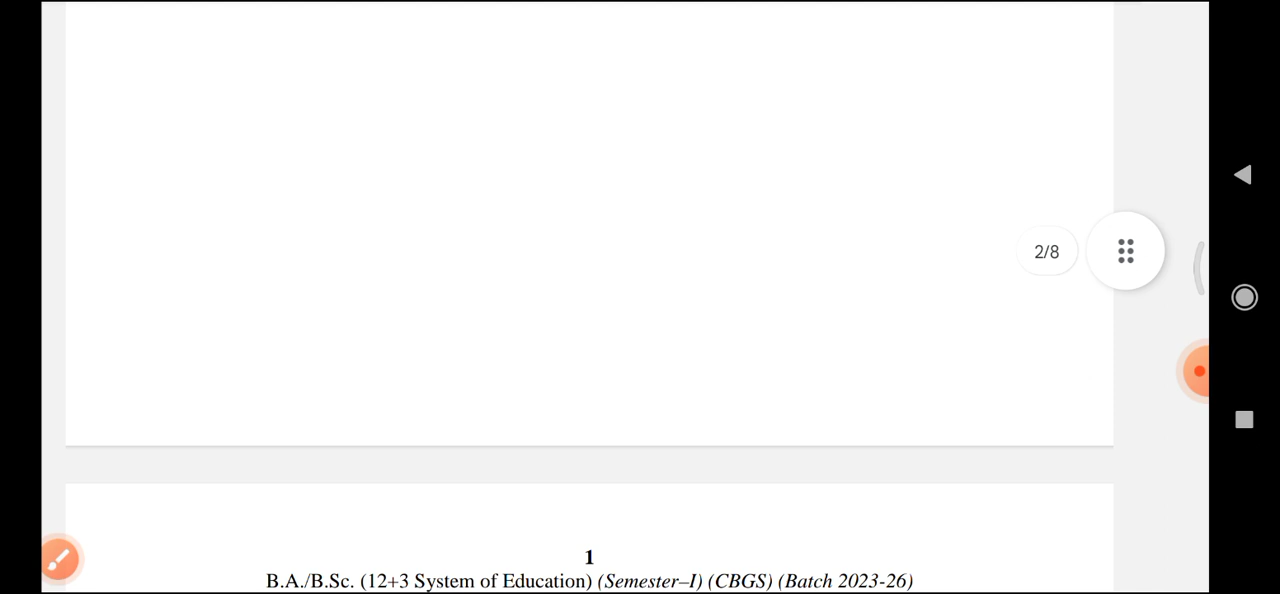 2/8
1
B.A./B.Sc. (12+3 System of Education) (Semester–I) (CBGS) (Batch 2023-26)